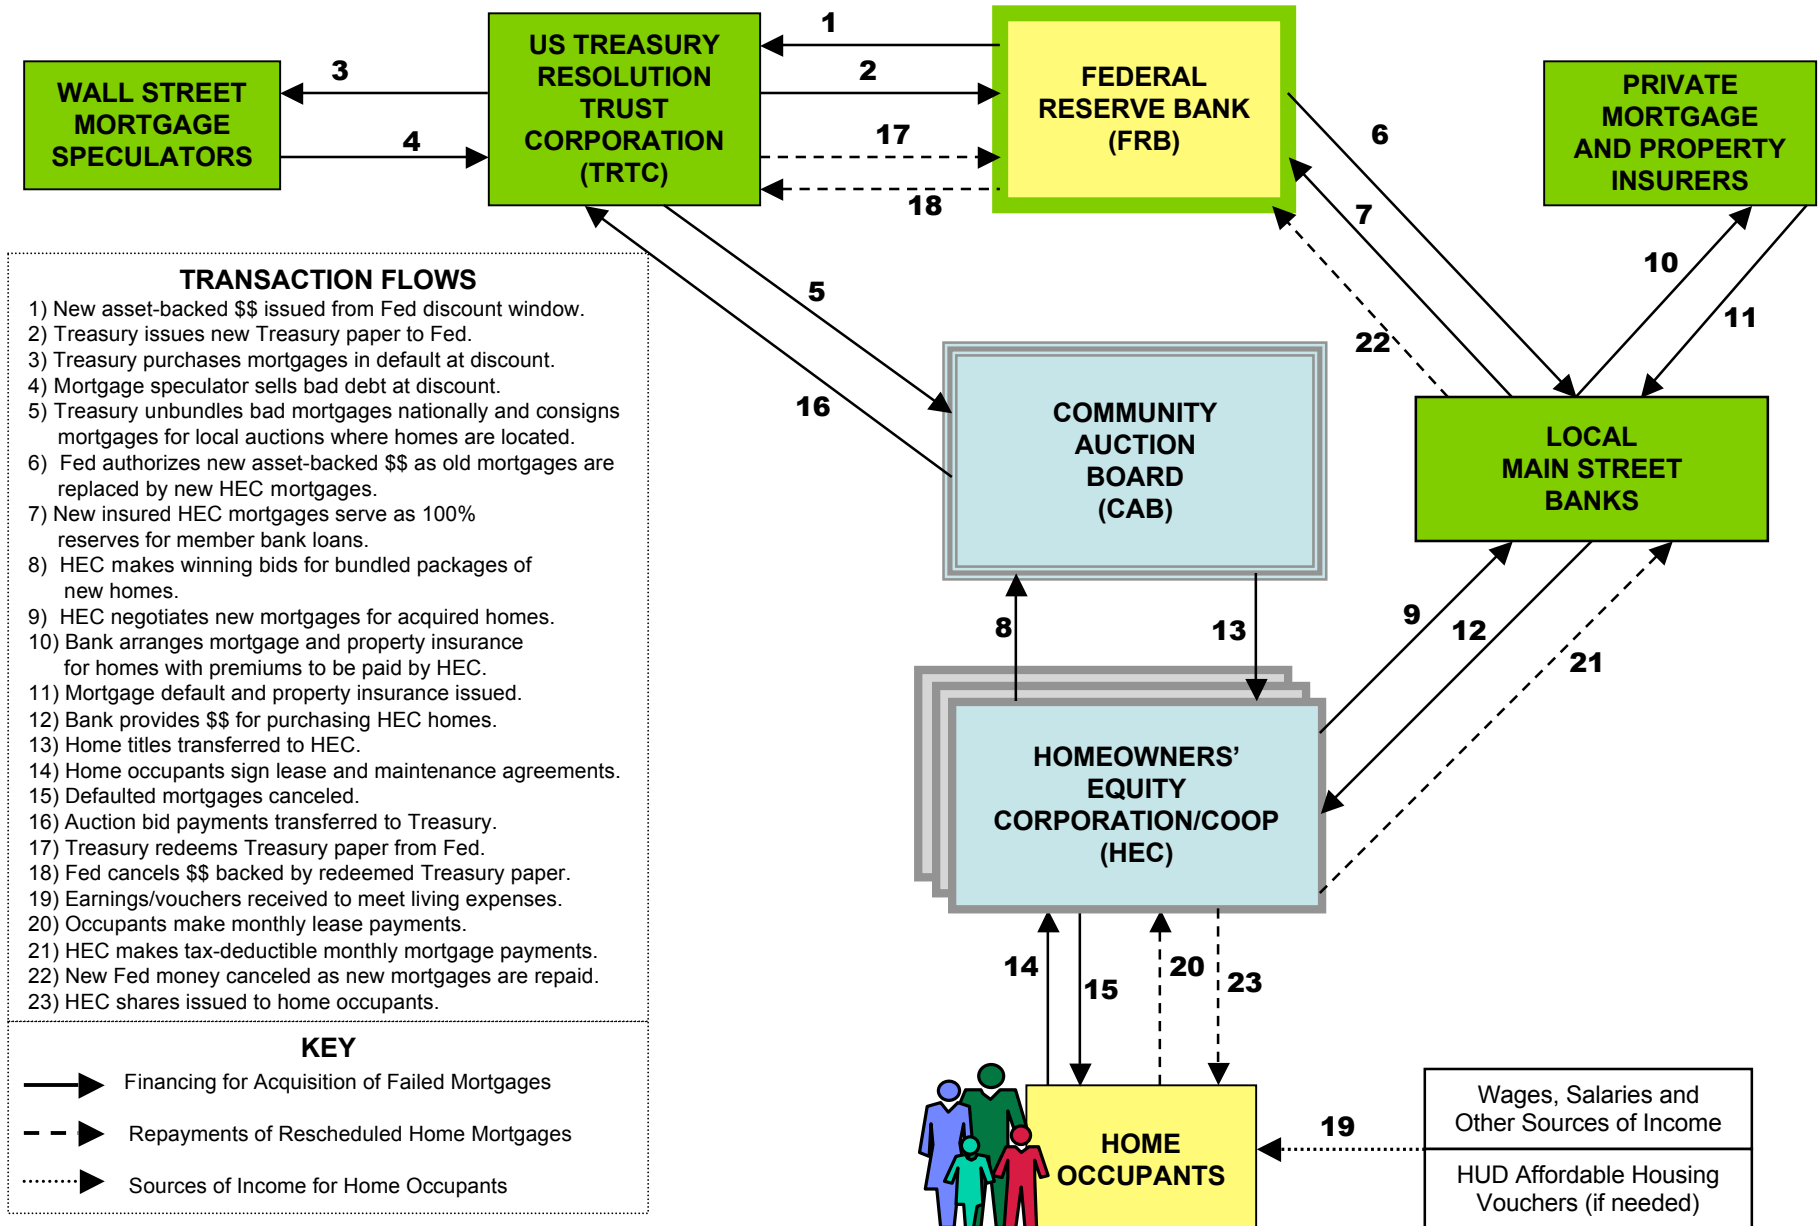 US TREASURY
RESOLUTION
TRUST
CORPORATION
(TRTC)
FEDERAL
RESERVE BANK
(FRB)
WALL STREET
MORTGAGE
SPECULATORS
PRIVATE
MORTGAGE
AND PROPERTY
INSURERS
1
2
3
4
17
18
6
7
10
11
22
5
16
TRANSACTION FLOWS
1) New asset-backed $$ issued from Fed discount window.
2) Treasury issues new Treasury paper to Fed.
3) Treasury purchases mortgages in default at discount.
4) Mortgage speculator sells bad debt at discount.
5) Treasury unbundles bad mortgages nationally and consigns
mortgages for local auctions where homes are located.
6) Fed authorizes new asset-backed $$ as old mortgages are
replaced by new HEC mortgages.
7) New insured HEC mortgages serve as 100%
reserves for member bank loans.
8) HEC makes winning bids for bundled packages of
new homes.
9) HEC negotiates new mortgages for acquired homes.
10) Bank arranges mortgage and property insurance
for homes with premiums to be paid by HEC.
11) Mortgage default and property insurance issued.
12) Bank provides $$ for purchasing HEC homes.
13) Home titles transferred to HEC.
14) Home occupants sign lease and maintenance agreements.
15) Defaulted mortgages canceled.
16) Auction bid payments transferred to Treasury.
17) Treasury redeems Treasury paper from Fed.
18) Fed cancels $$ backed by redeemed Treasury paper.
19) Earnings/vouchers received to meet living expenses.
20) Occupants make monthly lease payments.
21) HEC makes tax-deductible monthly mortgage payments.
22) New Fed money canceled as new mortgages are repaid.
23) HEC shares issued to home occupants.
KEY
Financing for Acquisition of Failed Mortgages
Repayments of Rescheduled Home Mortgages
Sources of Income for Home Occupants
COMMUNITY
AUCTION
BOARD
(CAB)
LOCAL
MAIN STREET
BANKS
8
13
9
12
21
HOMEOWNERS'
EQUITY
CORPORATION/COOP
(HEC)
14
15
20
23
HOME
OCCUPANTS
19
Wages, Salaries and
Other Sources of Income
HUD Affordable Housing
Vouchers (if needed)